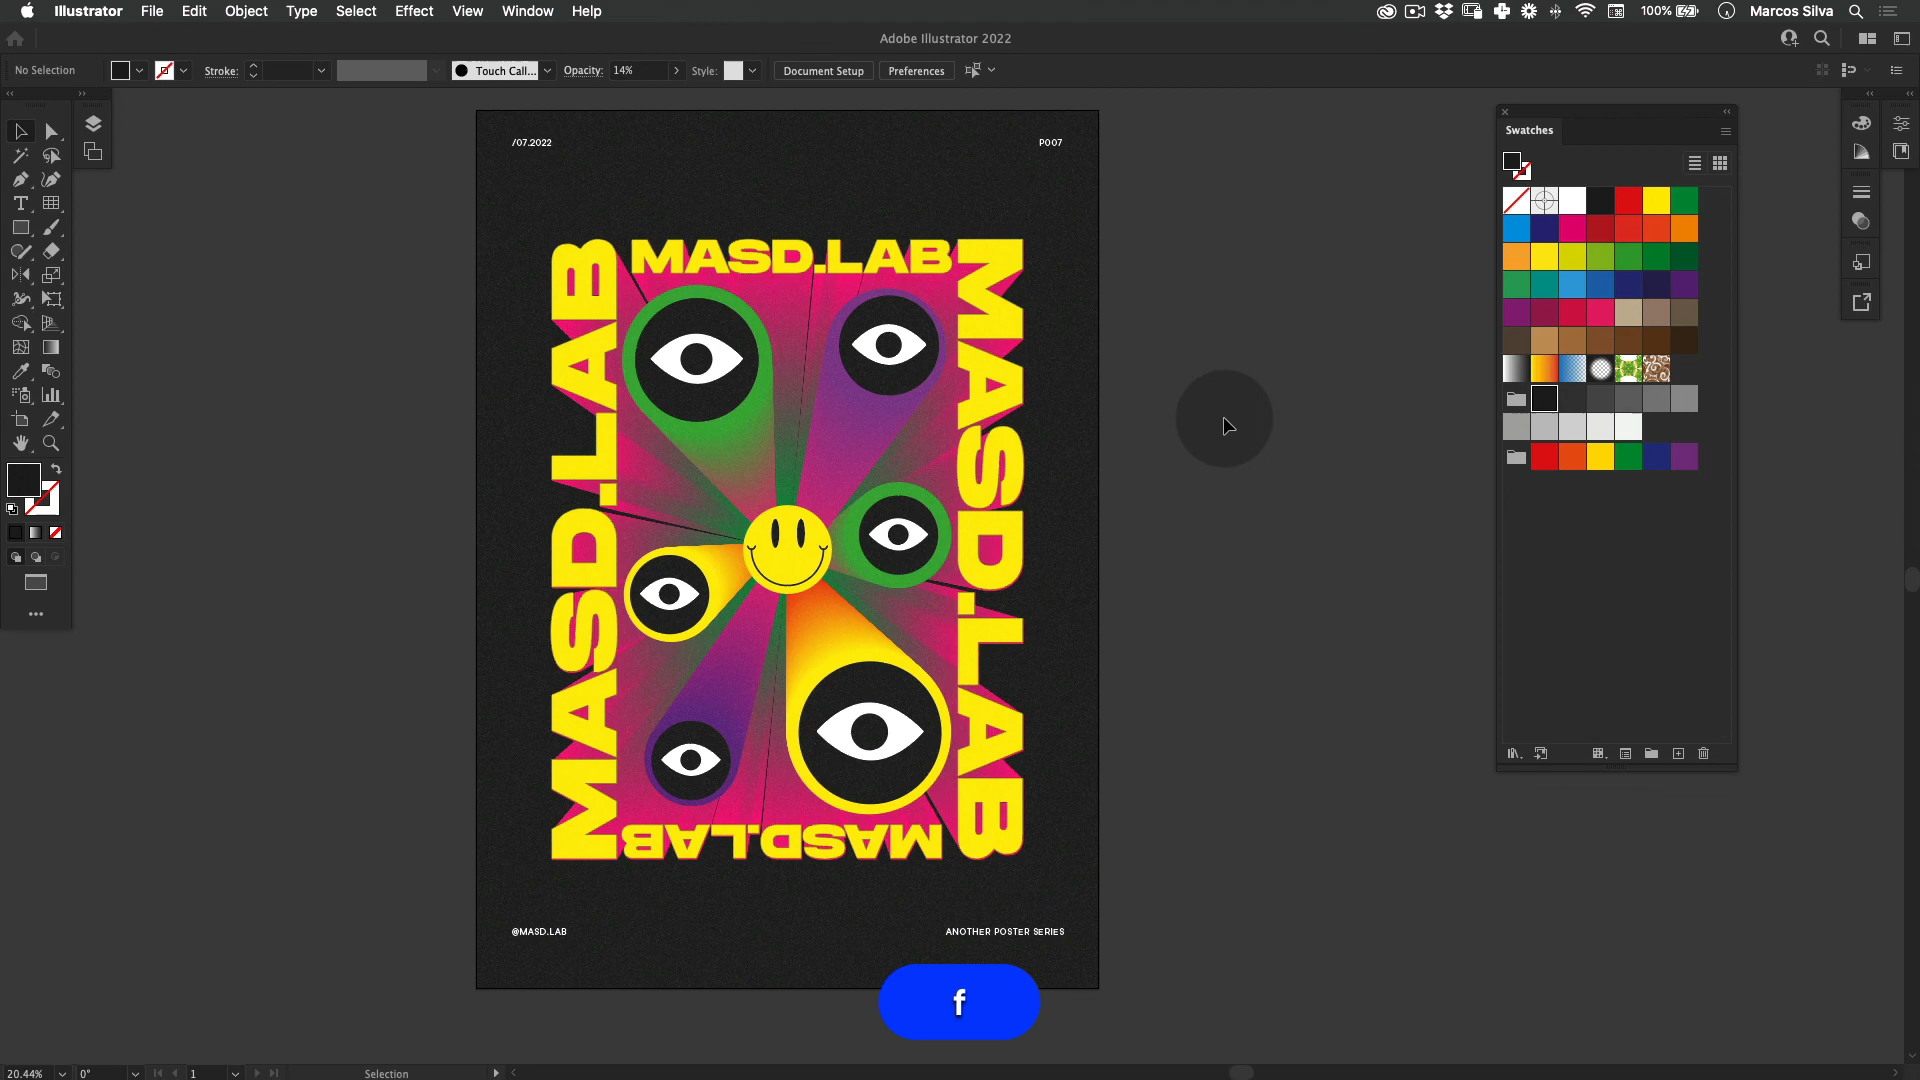 Illustrator File Edit Object Type Select Effect View Window Help
100% Marcos Silva
Adobe Illustrator 2022
No Selection Stroke: Touch Call... Opacity: 14% Style: Document Setup Preferences
Swatches
/07.2022 P007
MASD.LAB
MASD.LAB
MASD.LAB
MASD.LAB
@MASD.LAB ANOTHER POSTER SERIES
f
20.44% 0° 1 Selection